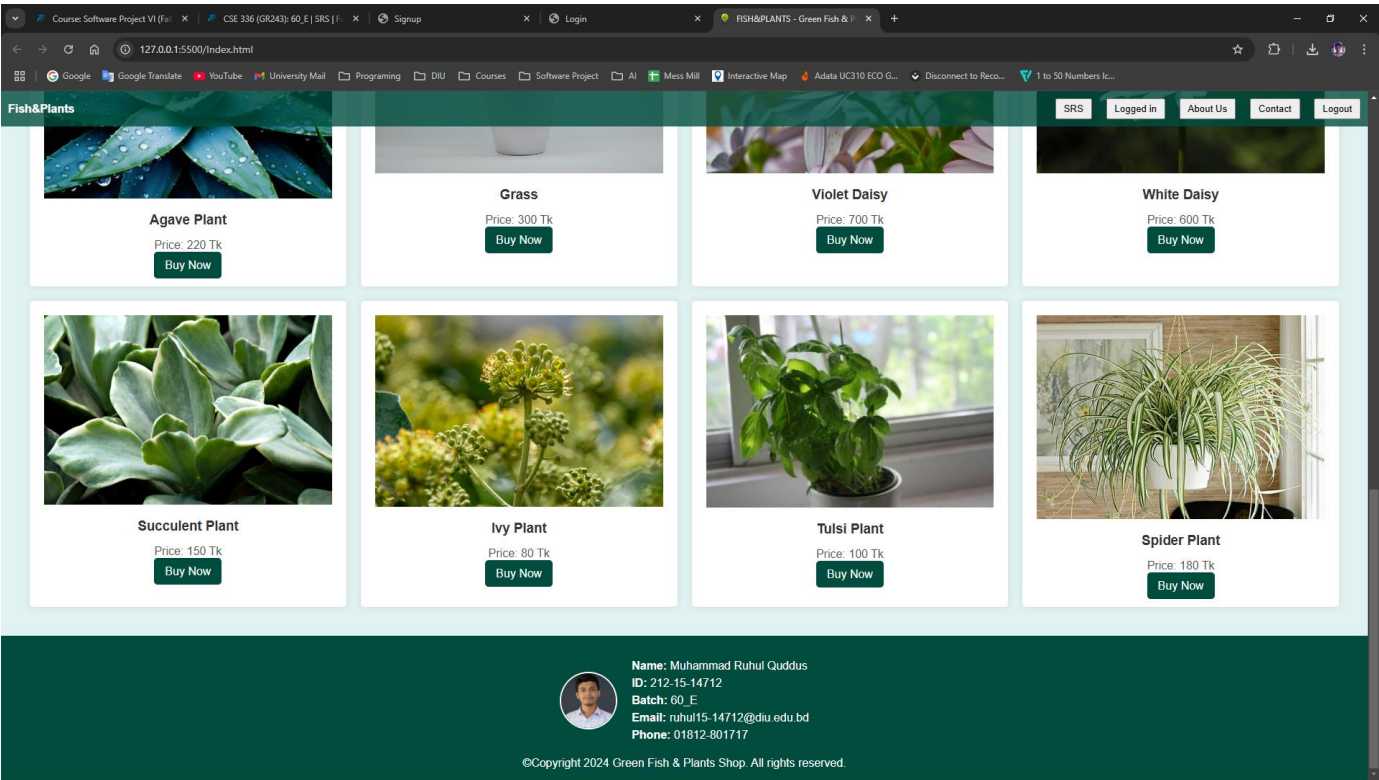 Course: Software Project VI (Fal
CSE 336 (GR243): 60_E | SRS | F
Signup
Login
FISH&PLANTS - Green Fish & P
127.0.0.1:5500/Index.html
Google
Google Translate
YouTube
University Mail
Programing
DIU
Courses
Software Project
AI
Mess Mill
Interactive Map
Adata UC310 ECO G...
Disconnect to Reco...
1 to 50 Numbers Ic...
Fish&Plants
SRS
Logged in
About Us
Contact
Logout
Agave Plant
Price: 220 Tk
Buy Now
Grass
Price: 300 Tk
Buy Now
Violet Daisy
Price: 700 Tk
Buy Now
White Daisy
Price: 600 Tk
Buy Now
Succulent Plant
Price: 150 Tk
Buy Now
Ivy Plant
Price: 80 Tk
Buy Now
Tulsi Plant
Price: 100 Tk
Buy Now
Spider Plant
Price: 180 Tk
Buy Now
Name: Muhammad Ruhul Quddus
ID: 212-15-14712
Batch: 60_E
Email: ruhul15-14712@diu.edu.bd
Phone: 01812-801717
©Copyright 2024 Green Fish & Plants Shop. All rights reserved.